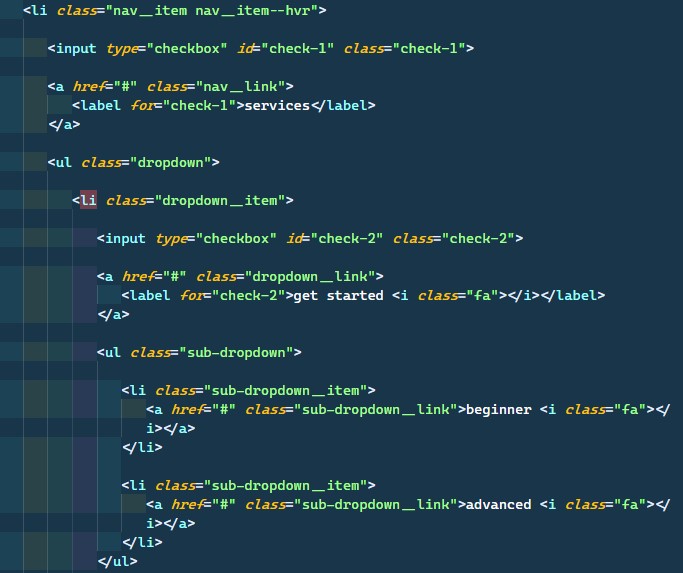 <li class="nav__item nav__item--hvr">
<input type="checkbox" id="check-1" class="check-1">
<a href="#" class="nav__link">
<label for="check-1">services</label>
</a>
<ul class="dropdown">
<li class="dropdown__item">
<input type="checkbox" id="check-2" class="check-2">
<a href="#" class="dropdown__link">
<label for="check-2">get started <i class="fa"></i></label>
</a>
<ul class="sub-dropdown">
<li class="sub-dropdown__item">
<a href="#" class="sub-dropdown__link">beginner <i class="fa"></
i></a>
</li>
<li class="sub-dropdown__item">
<a href="#" class="sub-dropdown__link">advanced <i class="fa"></
i></a>
</li>
</ul>